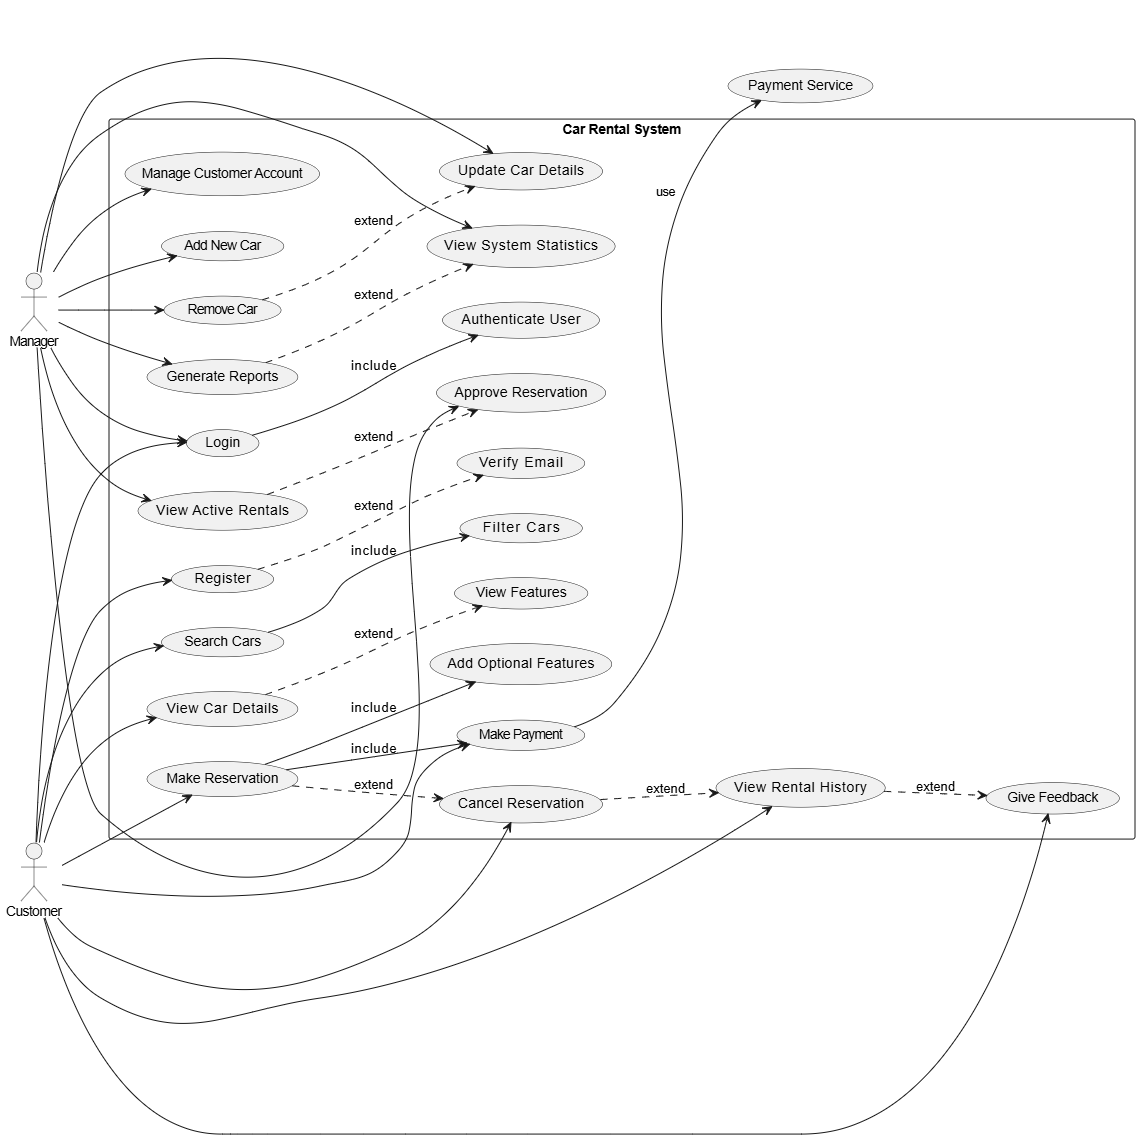 Payment Service
Car Rental System
Manage Customer Account
Update Car Details
use
extend
Add New Car
View System Statistics
extend
Remove Car
Authenticate User
Manager
include
Generate Reports
Approve Reservation
extend
Login
Verify Email
extend
View Active Rentals
Filter Cars
include
Register
View Features
extend
Search Cars
Add Optional Features
include
View Car Details
Make Payment
include
Make Reservation
extend
Cancel Reservation
extend
View Rental History
extend
Give Feedback
Customer